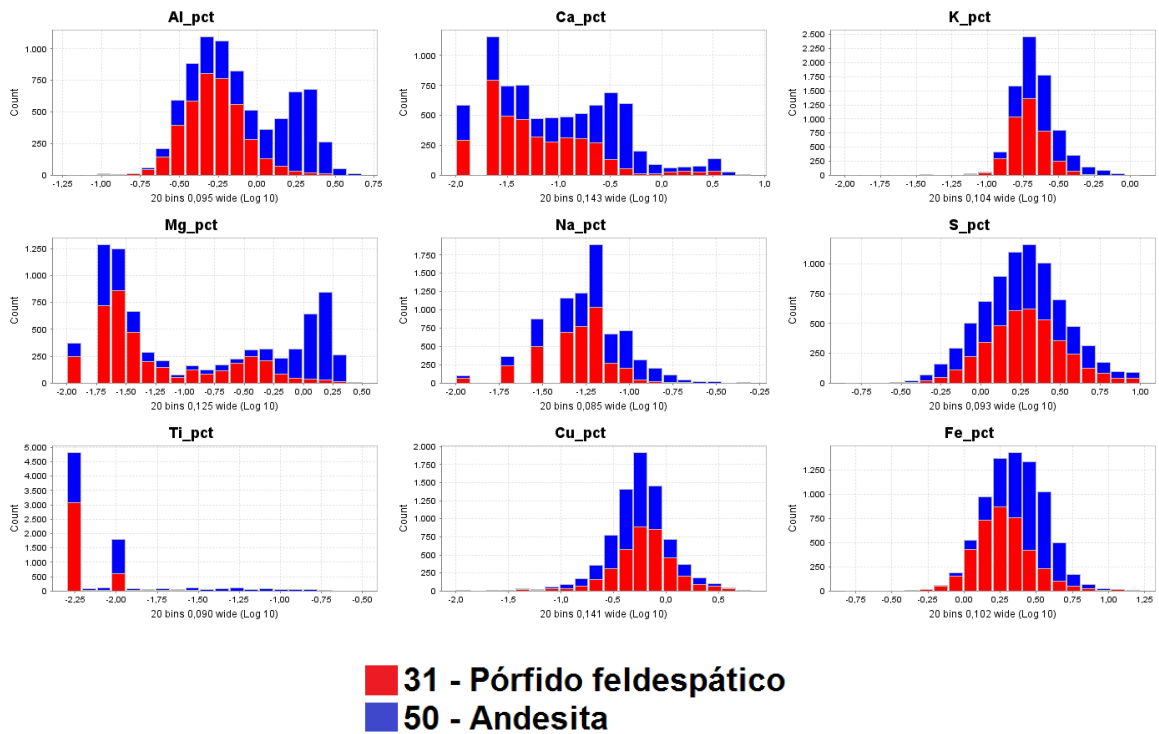 Al_pct
Ca_pct
K_pct
1.000
750
500
250
0
Count
-1,25 -1,00 -0,75 -0,50 -0,25 0,00 0,25 0,50 0,75
20 bins 0,095 wide (Log 10)
1.000
750
500
250
0
Count
-2,0 -1,5 -1,0 -0,5 0,0 0,5 1,0
20 bins 0,143 wide (Log 10)
2.500
2.250
2.000
1.750
1.500
1.250
1.000
750
500
250
0
Count
-2,00 -1,75 -1,50 -1,25 -1,00 -0,75 -0,50 -0,25 0,00
20 bins 0,104 wide (Log 10)
Mg_pct
Na_pct
S_pct
1.250
1.000
750
500
250
0
Count
-2,00 -1,75 -1,50 -1,25 -1,00 -0,75 -0,50 -0,25 0,00 0,25 0,50
20 bins 0,125 wide (Log 10)
1.750
1.500
1.250
1.000
750
500
250
0
Count
-2,00 -1,75 -1,50 -1,25 -1,00 -0,75 -0,50 -0,25
20 bins 0,085 wide (Log 10)
1.000
750
500
250
0
Count
-0,75 -0,50 -0,25 0,00 0,25 0,50 0,75 1,00
20 bins 0,093 wide (Log 10)
Ti_pct
Cu_pct
Fe_pct
5.000
4.500
4.000
3.500
3.000
2.500
2.000
1.500
1.000
500
0
Count
-2,25 -2,00 -1,75 -1,50 -1,25 -1,00 -0,75 -0,50
20 bins 0,090 wide (Log 10)
2.000
1.750
1.500
1.250
1.000
750
500
250
0
Count
-2,0 -1,5 -1,0 -0,5 0,0 0,5
20 bins 0,141 wide (Log 10)
1.250
1.000
750
500
250
0
Count
-0,75 -0,50 -0,25 0,00 0,25 0,50 0,75 1,00 1,25
20 bins 0,102 wide (Log 10)
31 - Pórfido feldespático
50 - Andesita